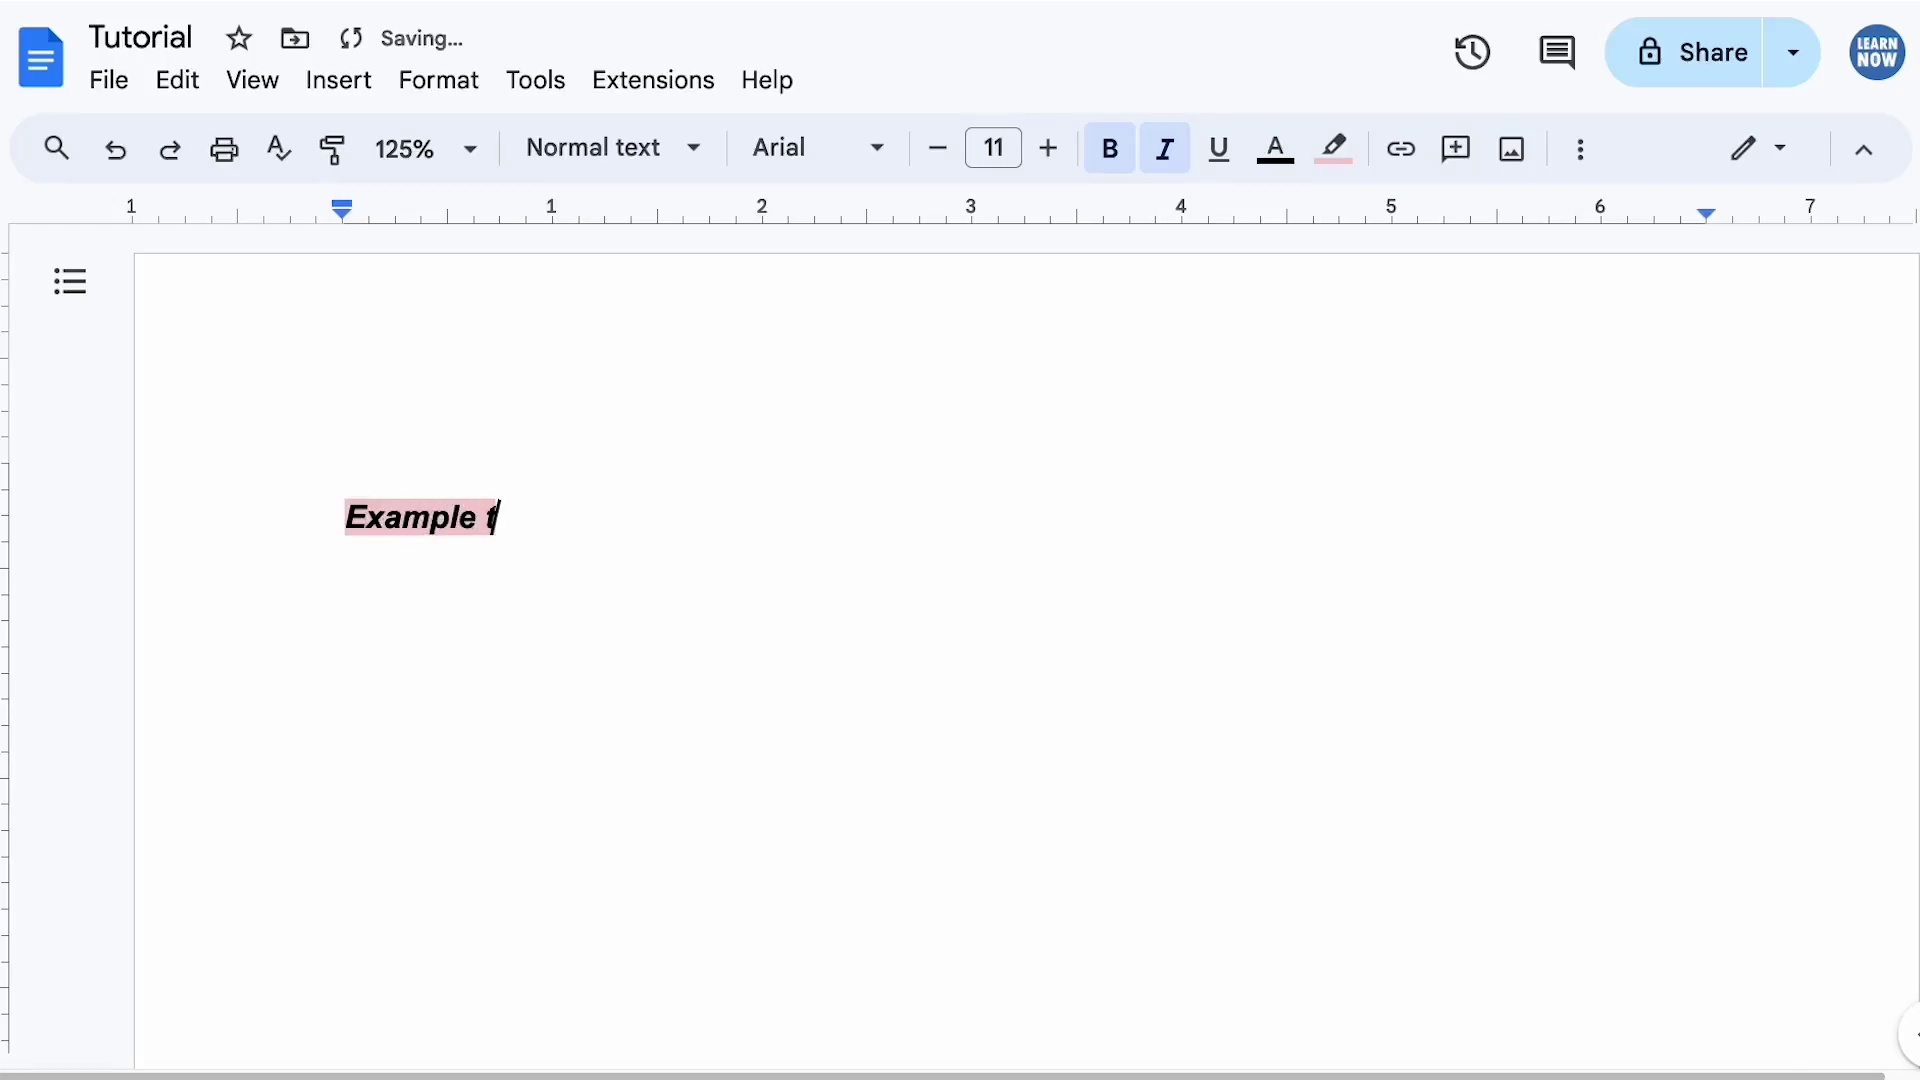 Tutorial Saving...
File Edit View Insert Format Tools Extensions Help
Share
LEARN
NOW
125% Normal text Arial 11 B I U A
1 1 2 3 4 5 6 7
Example t